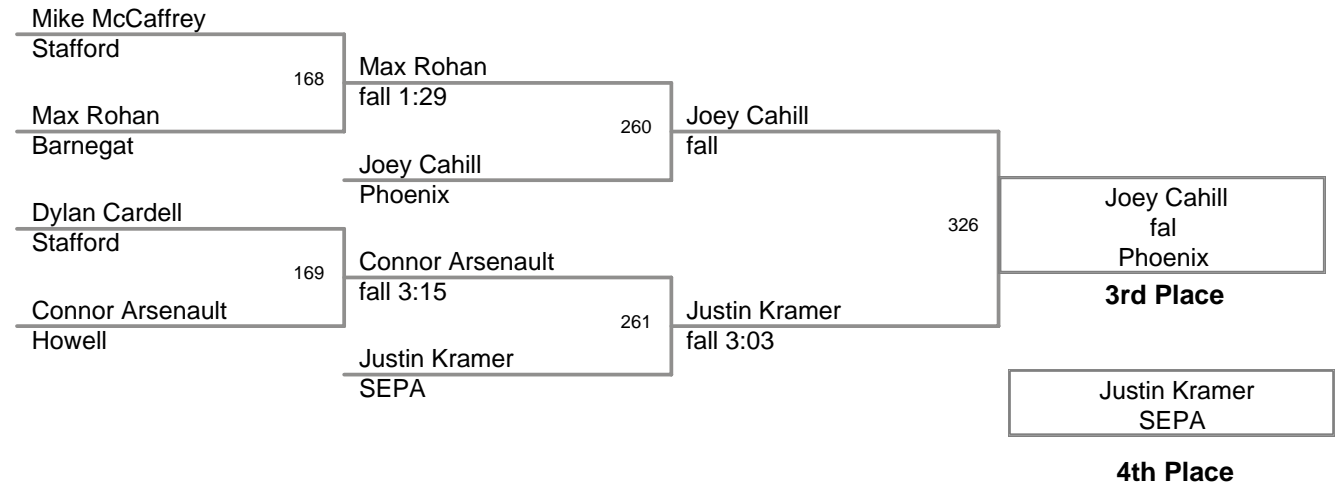 Mike McCaffrey
Stafford
168
Max Rohan
fall 1:29
Max Rohan
Barnegat
260
Joey Cahill
fall
Joey Cahill
Phoenix
Dylan Cardell
Stafford
169
Connor Arsenault
fall 3:15
Connor Arsenault
Howell
261
Justin Kramer
fall 3:03
Justin Kramer
SEPA
326
Joey Cahill
fal
Phoenix
3rd Place
Justin Kramer
SEPA
4th Place